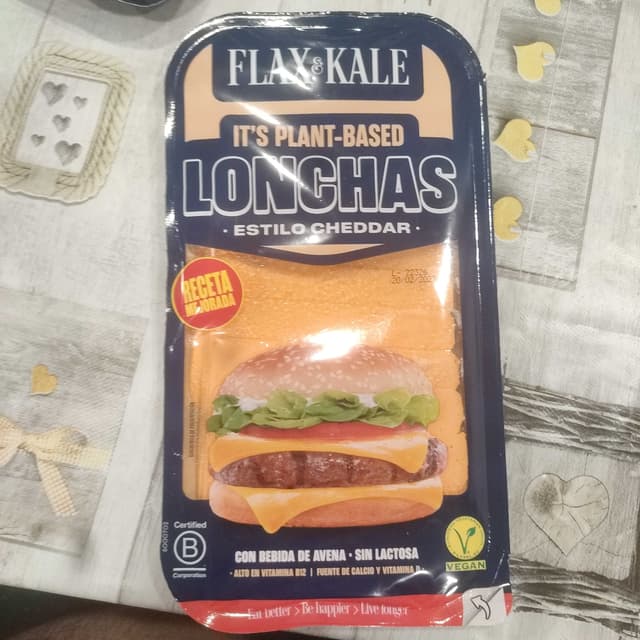 FLAX & KALE
IT'S PLANT-BASED
LONCHAS
· ESTILO CHEDDAR ·
RECETA
MEJORADA
Certified
B
Corporation
CON BEBIDA DE AVENA · SIN LACTOSA
· ALTO EN VITAMINA B12 | FUENTE DE CALCIO Y VITAMINA D ·
V
VEGAN
Eat better > Be happier > Live longer